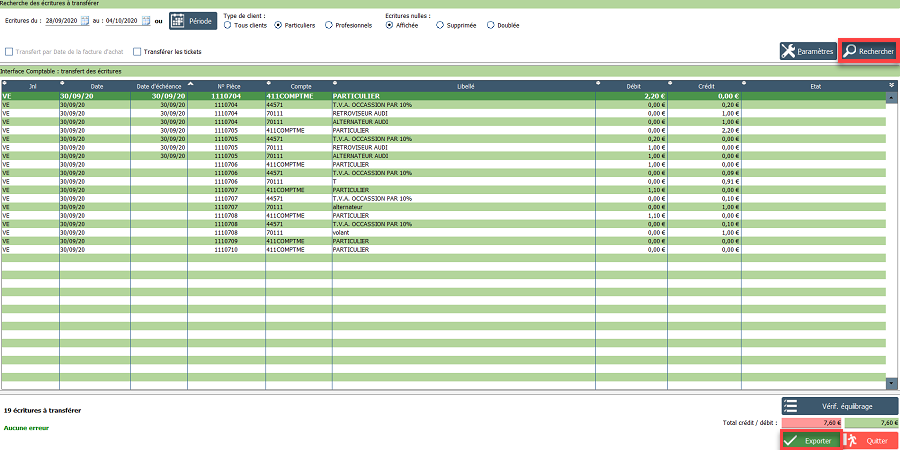 Recherche des écritures à transférer
Ecritures du : 28/09/2020 au : 04/10/2020 ou Période
Type de client :
Tous clients Particuliers Profesionnels
Ecritures nulles :
Affichée Supprimée Doublée
Transfert par Date de la facture d'achat Transférer les tickets
Paramètres Rechercher
Interface Comptable : transfert des écritures
Jnl Date Date d'échéance N° Pièce Compte Libellé Débit Crédit Etat
VE 30/09/20 30/09/20 1110704 411COMPTME PARTICULIER 2,20 € 0,00 €
VE 30/09/20 30/09/20 1110704 44571 T.V.A. OCCASSION PAR 10% 0,00 € 0,20 €
VE 30/09/20 30/09/20 1110704 70111 RETROVISEUR AUDI 0,00 € 1,00 €
VE 30/09/20 30/09/20 1110704 70111 ALTERNATEUR AUDI 0,00 € 1,00 €
VE 30/09/20 30/09/20 1110705 411COMPTME PARTICULIER 0,00 € 2,20 €
VE 30/09/20 30/09/20 1110705 44571 T.V.A. OCCASSION PAR 10% 0,20 € 0,00 €
VE 30/09/20 30/09/20 1110705 70111 RETROVISEUR AUDI 1,00 € 0,00 €
VE 30/09/20 30/09/20 1110705 70111 ALTERNATEUR AUDI 1,00 € 0,00 €
VE 30/09/20 1110706 411COMPTME PARTICULIER 1,00 € 0,00 €
VE 30/09/20 1110706 44571 T.V.A. OCCASSION PAR 10% 0,00 € 0,09 €
VE 30/09/20 1110706 70111 T 0,00 € 0,91 €
VE 30/09/20 1110707 411COMPTME PARTICULIER 1,10 € 0,00 €
VE 30/09/20 1110707 44571 T.V.A. OCCASSION PAR 10% 0,00 € 0,10 €
VE 30/09/20 1110707 70111 alternateur 0,00 € 1,00 €
VE 30/09/20 1110708 411COMPTME PARTICULIER 1,10 € 0,00 €
VE 30/09/20 1110708 44571 T.V.A. OCCASSION PAR 10% 0,00 € 0,10 €
VE 30/09/20 1110708 70111 volant 0,00 € 1,00 €
VE 30/09/20 1110709 411COMPTME PARTICULIER 0,00 € 0,00 €
VE 30/09/20 1110710 411COMPTME PARTICULIER 0,00 € 0,00 €
19 écritures à transférer
Aucune erreur
Vérif. équilibrage
Total crédit / débit : 7,60 € 7,60 €
Exporter Quitter